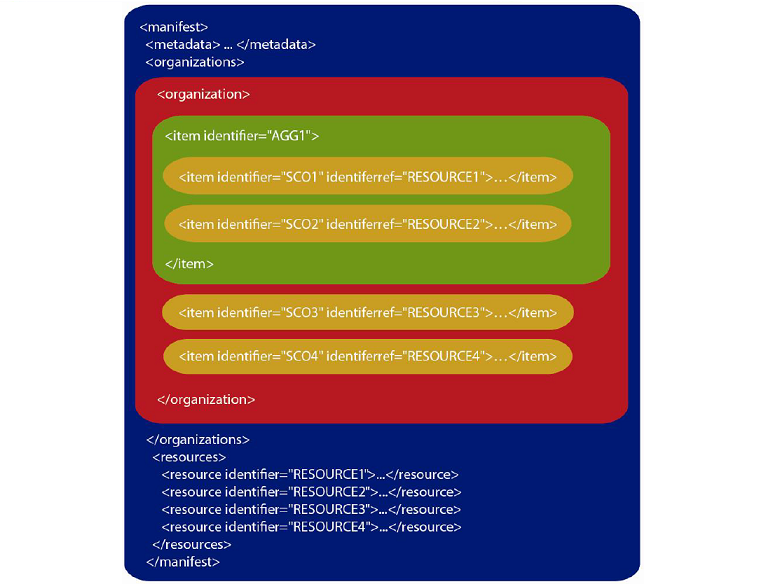 <manifest>
<metadata> ... </metadata>
<organizations>
<organization>
<item identifier="AGG1">
<item identifier="SCO1" identiferref="RESOURCE1">...</item>
<item identifier="SCO2" identiferref="RESOURCE2">...</item>
</item>
<item identifier="SCO3" identiferref="RESOURCE3">...</item>
<item identifier="SCO4" identiferref="RESOURCE4">...</item>
</organization>
</organizations>
<resources>
<resource identifier="RESOURCE1">...</resource>
<resource identifier="RESOURCE2">...</resource>
<resource identifier="RESOURCE3">...</resource>
<resource identifier="RESOURCE4">...</resource>
</resources>
</manifest>